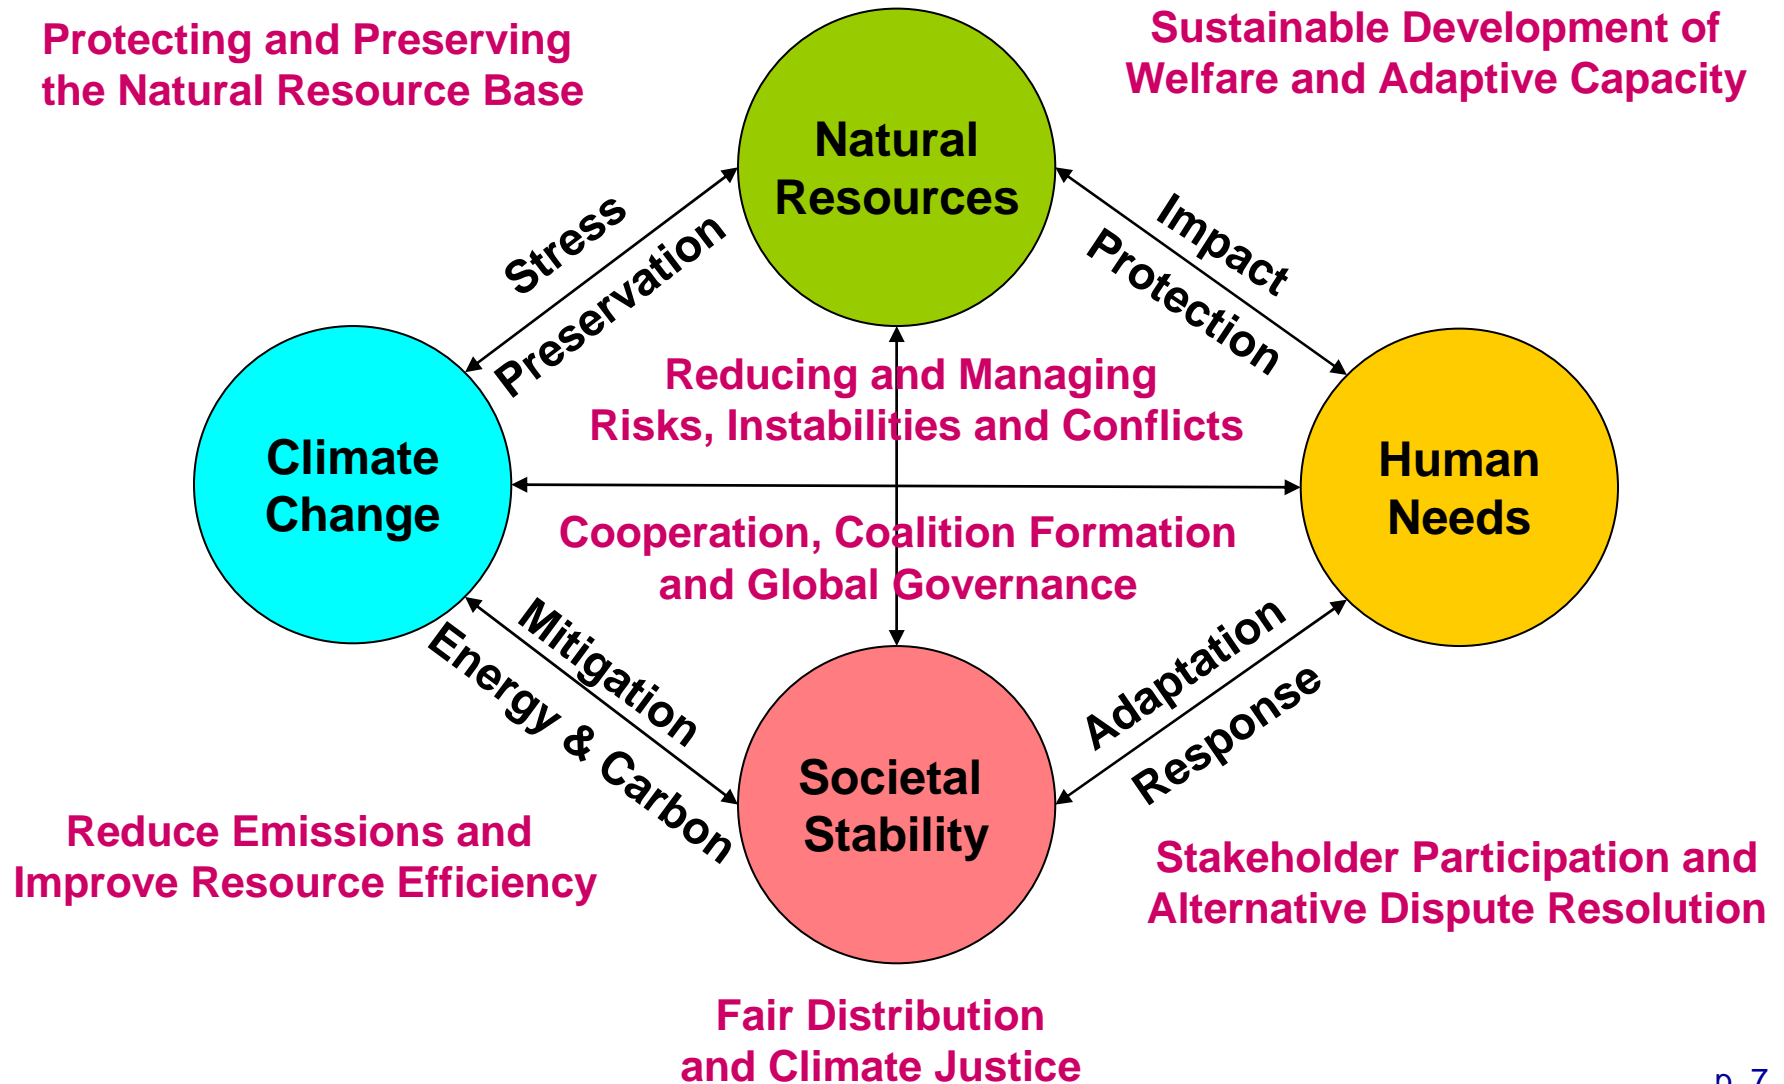 Protecting and Preserving
the Natural Resource Base
Sustainable Development of
Welfare and Adaptive Capacity
Natural
Resources
Stress
Preservation
Impact
Protection
Reducing and Managing
Risks, Instabilities and Conflicts
Climate
Change
Human
Needs
Cooperation, Coalition Formation
and Global Governance
Mitigation
Energy & Carbon
Adaptation
Response
Societal
Stability
Reduce Emissions and
Improve Resource Efficiency
Stakeholder Participation and
Alternative Dispute Resolution
Fair Distribution
and Climate Justice
p. 7